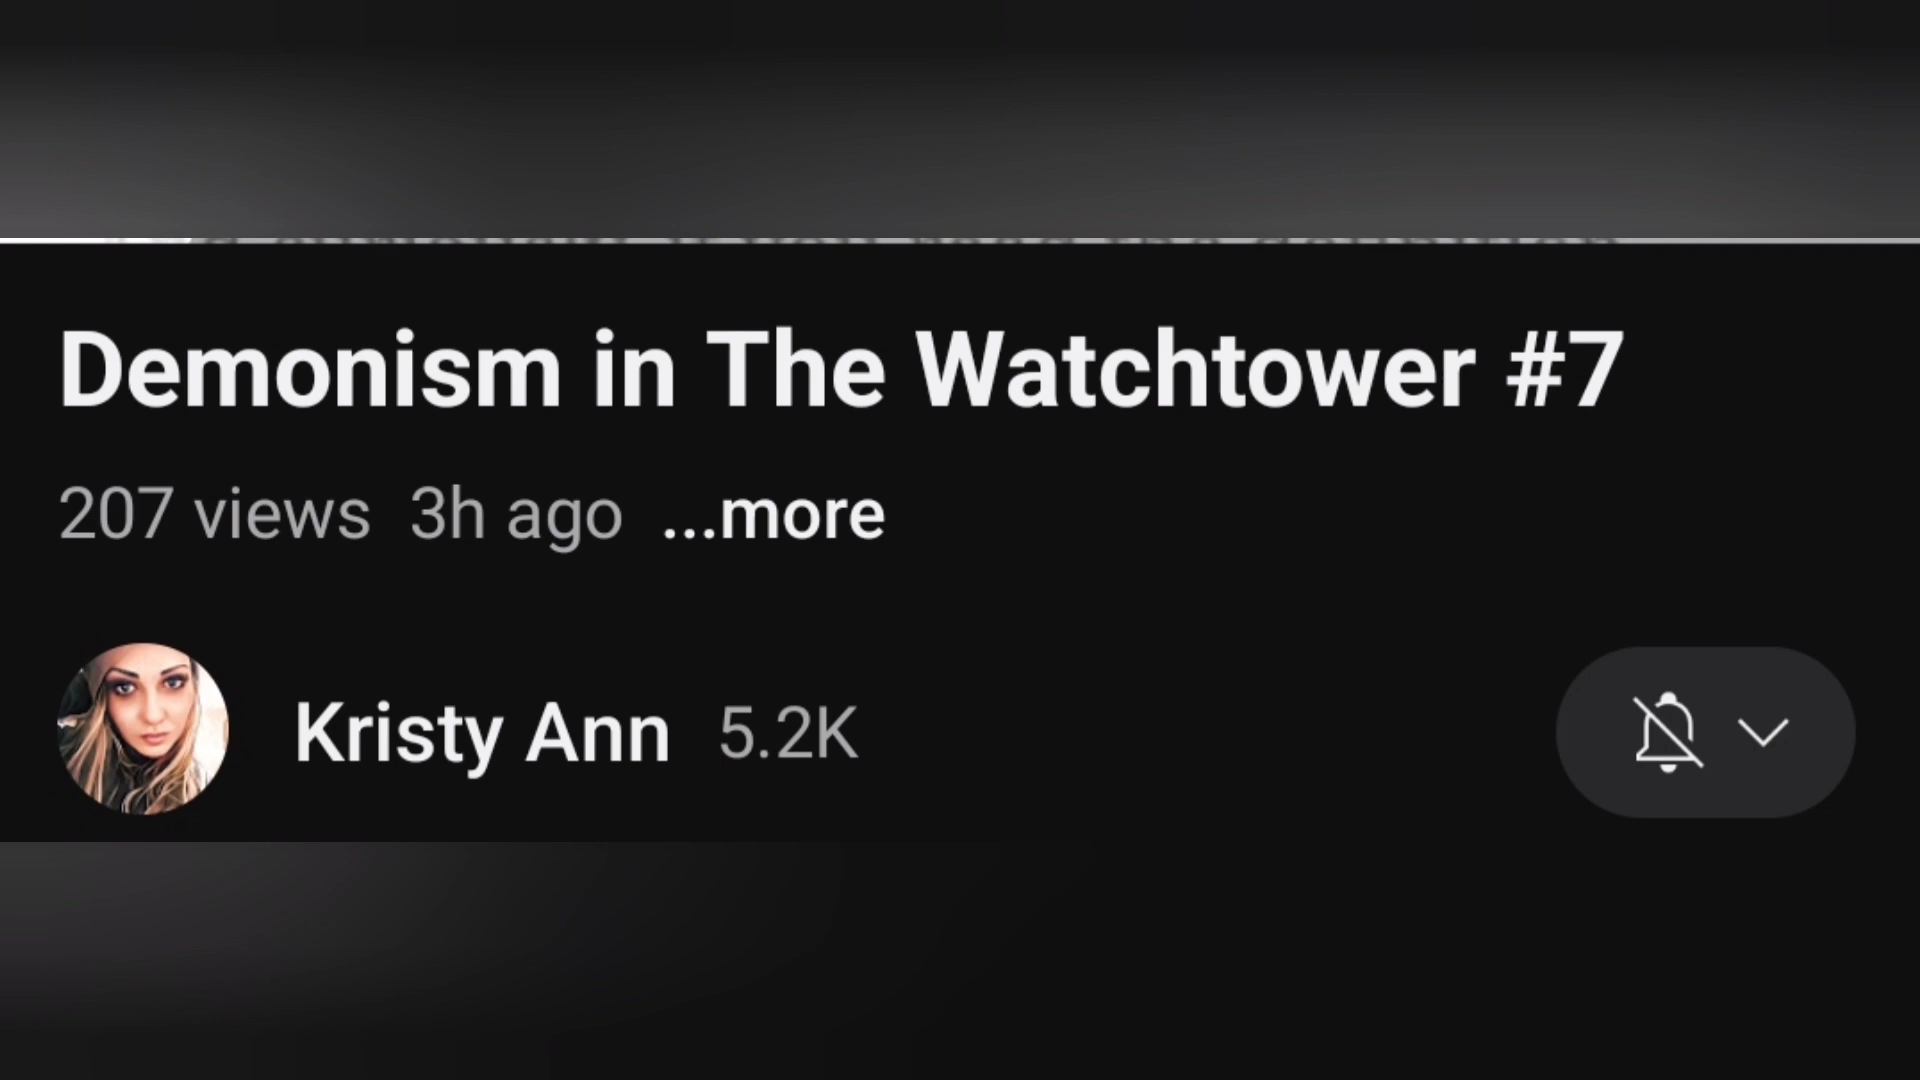 Demonism in The Watchtower #7
207 views 3h ago ...more
Kristy Ann 5.2K